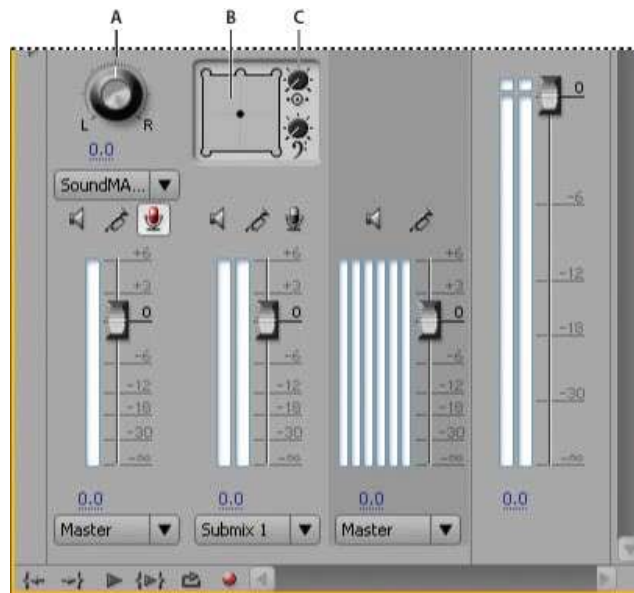 A B C
L R
0.0
SoundMA...
+6 +6 +6 0
+3 +3 +3
0 0 0
-6 -6 -6 -6
-12 -12 -12 -12
-18 -18 -18 -18
-30 -30 -30 -30
-∞ -∞ -∞ -∞
0.0 0.0 0.0 0.0
Master Submix 1 Master